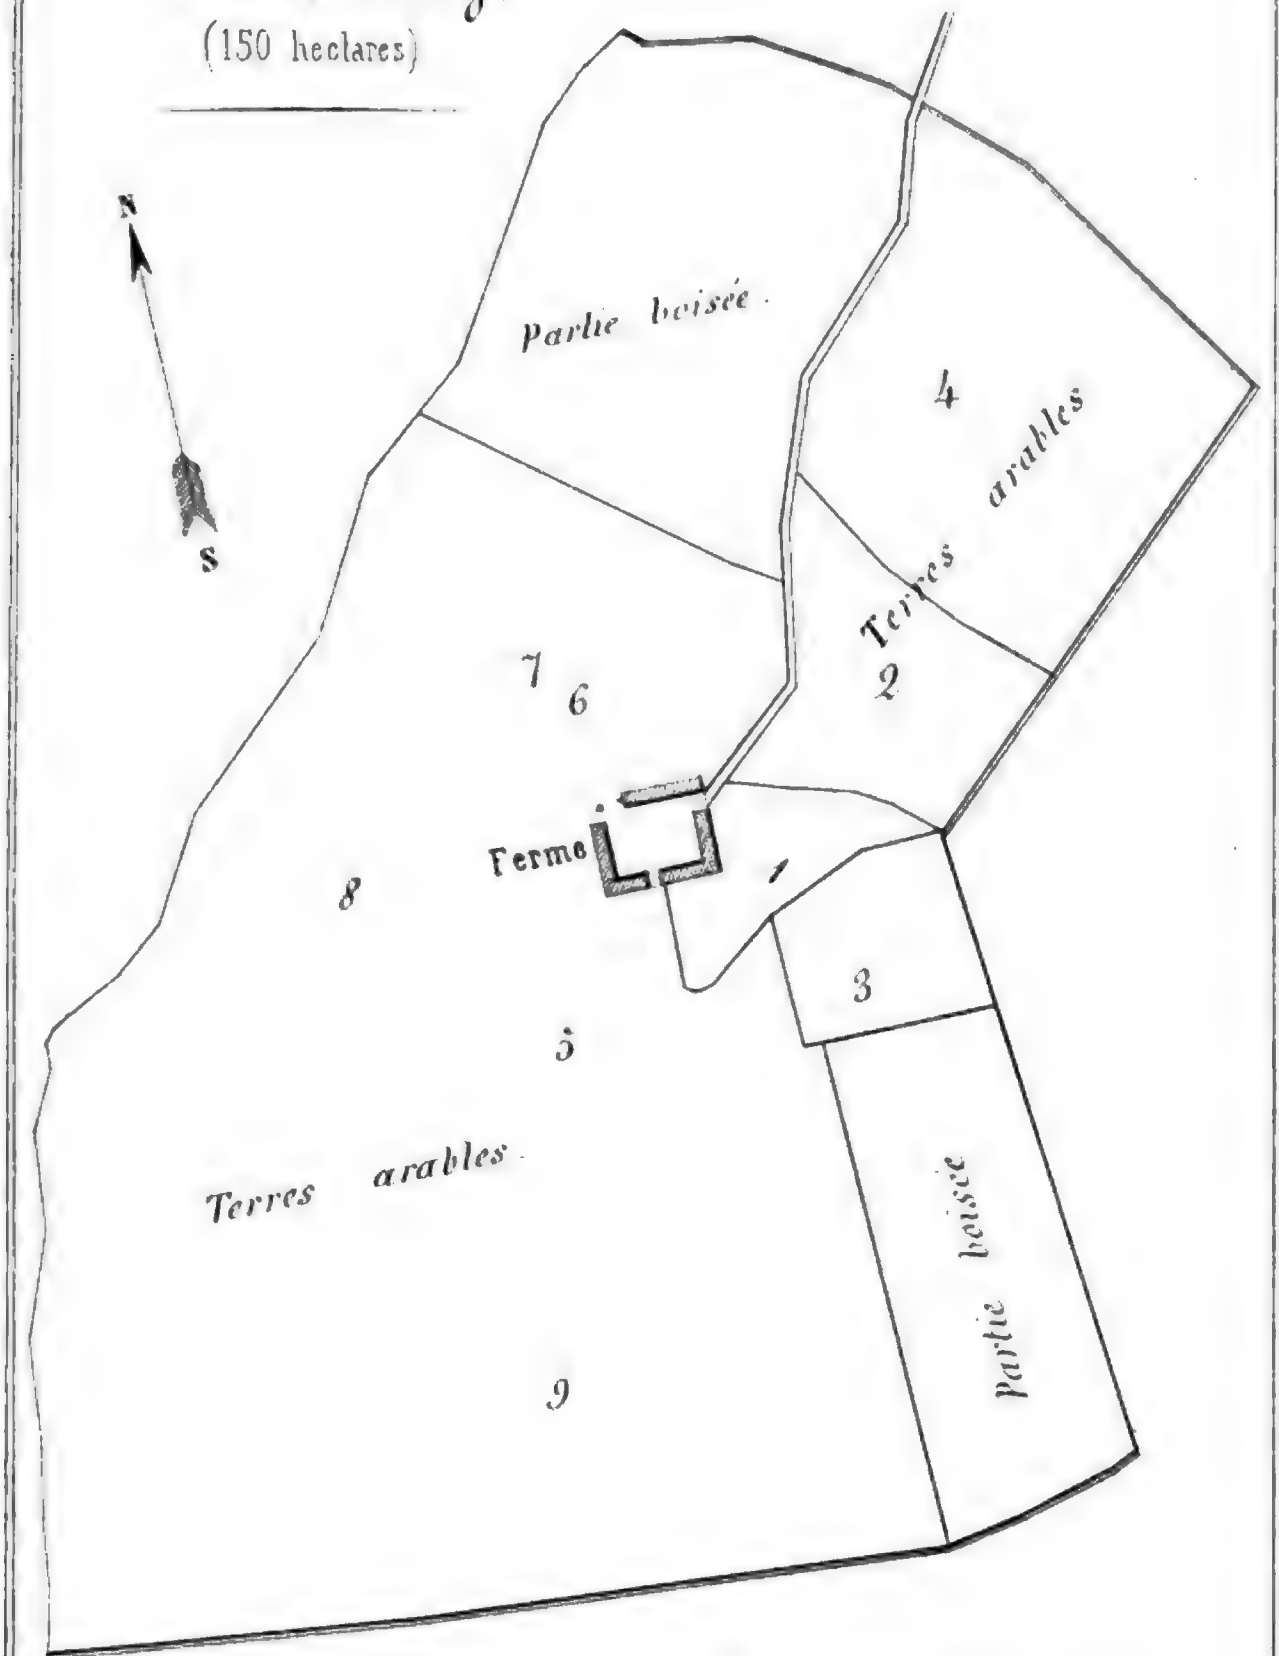 (150 hectares)
N
S
Partie boisée.
4
Terres arables
2
7
6
Ferme
1
8
3
5
Terres arables.
Partie boisée
9